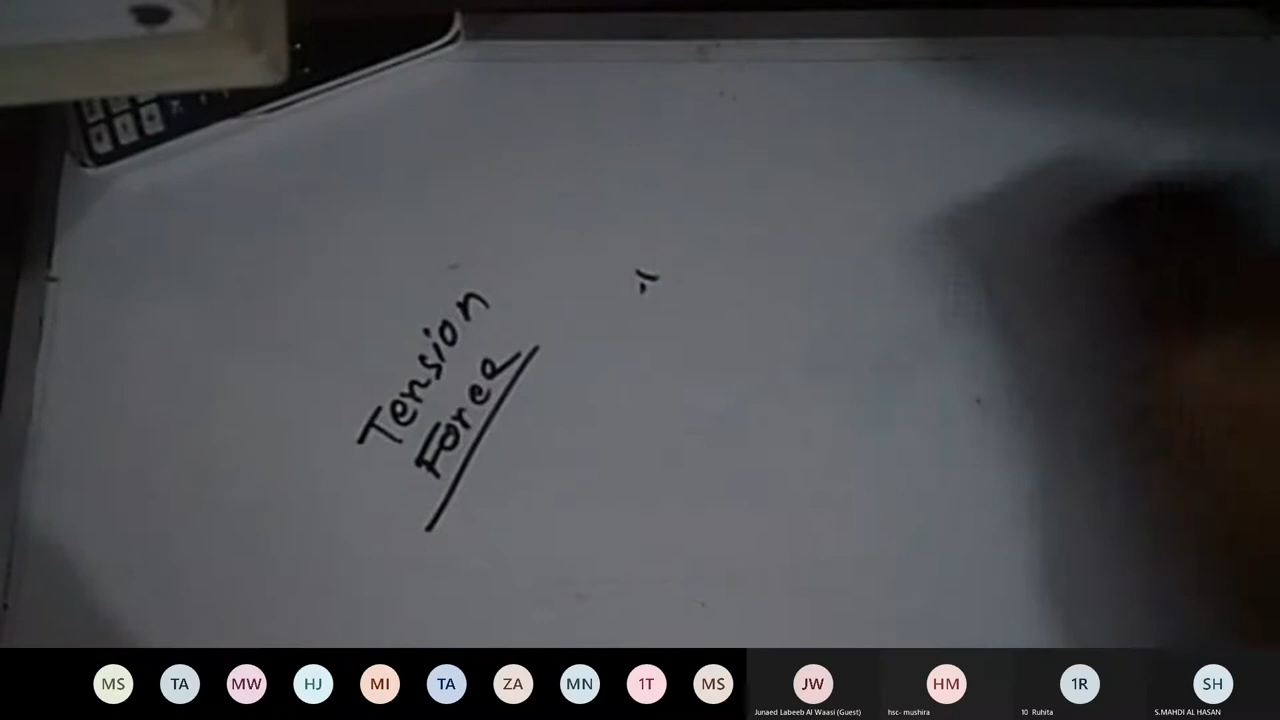 Tension
Force
MS
TA
MW
HJ
MI
TA
ZA
MN
1T
MS
JW
HM
1R
SH
Junaed Labeeb Al Waasi (Guest)
hsc- mushira
10 Ruhita
S.MAHDI AL HASAN